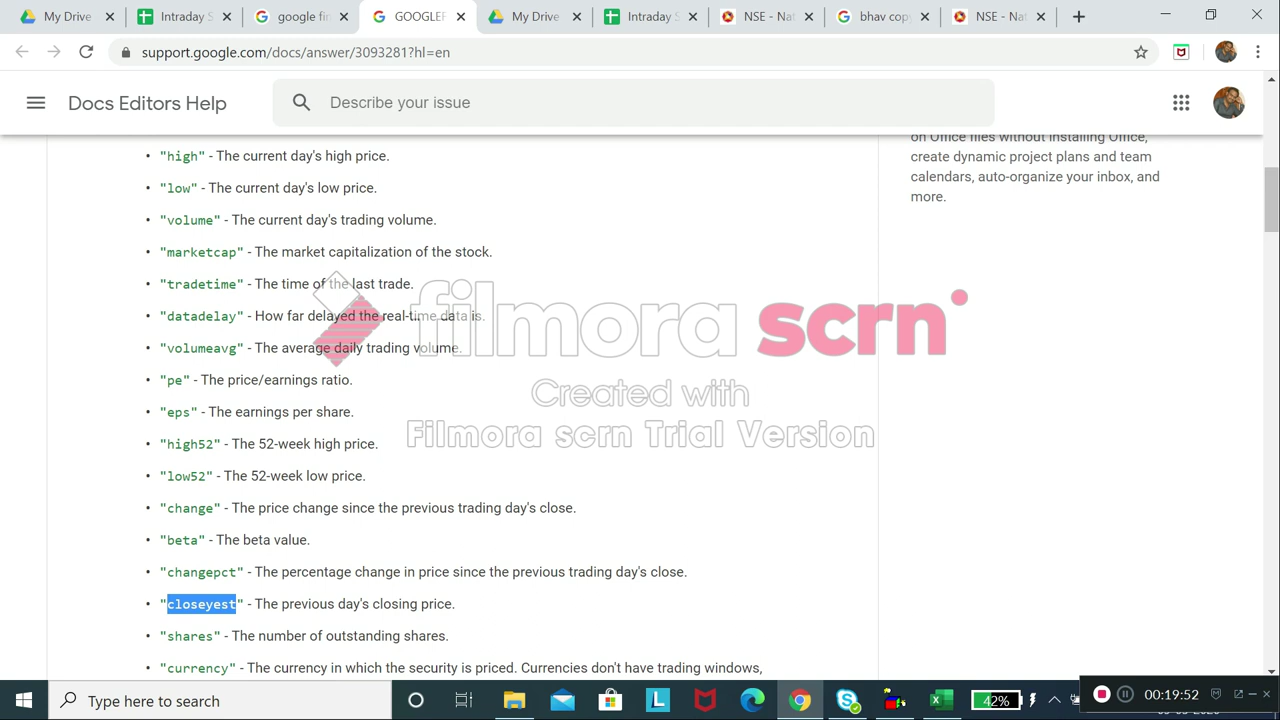 My Drive
Intraday S
google fin
GOOGLEF
My Drive
Intraday S
NSE - Nat
bhav copy
NSE - Nat
support.google.com/docs/answer/3093281?hl=en
Docs Editors Help
Describe your issue
on Office files without installing Office,
create dynamic project plans and team
calendars, auto-organize your inbox, and
more.
• "high" - The current day's high price.
• "low" - The current day's low price.
• "volume" - The current day's trading volume.
• "marketcap" - The market capitalization of the stock.
• "tradetime" - The time of the last trade.
• "datadelay" - How far delayed the real-time data is.
• "volumeavg" - The average daily trading volume.
• "pe" - The price/earnings ratio.
• "eps" - The earnings per share.
• "high52" - The 52-week high price.
• "low52" - The 52-week low price.
• "change" - The price change since the previous trading day's close.
• "beta" - The beta value.
• "changepct" - The percentage change in price since the previous trading day's close.
• "closeyest" - The previous day's closing price.
• "shares" - The number of outstanding shares.
• "currency" - The currency in which the security is priced. Currencies don't have trading windows,
filmora scrn
Created with
Filmora scrn Trial Version
Type here to search
42%
00:19:52